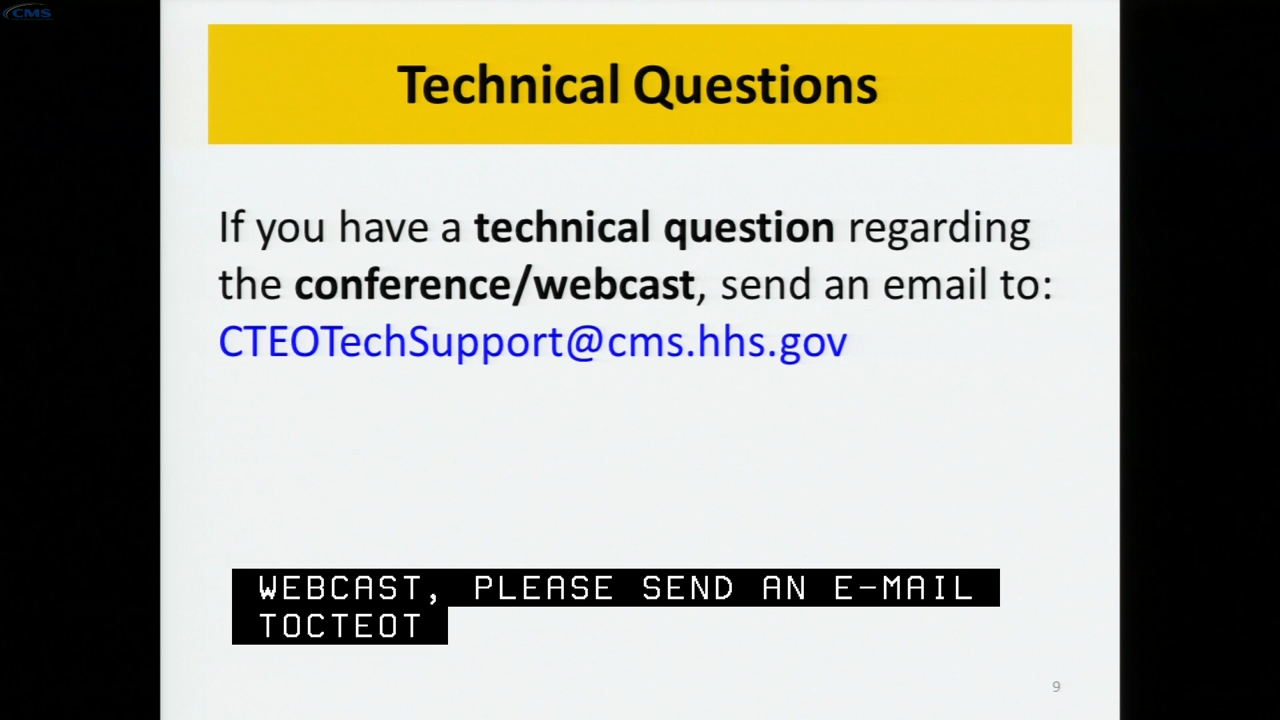 CMS
Technical Questions
If you have a technical question regarding
the conference/webcast, send an email to:
CTEOTechSupport@cms.hhs.gov
WEBCAST, PLEASE SEND AN E-MAIL
TOCTEOT
9